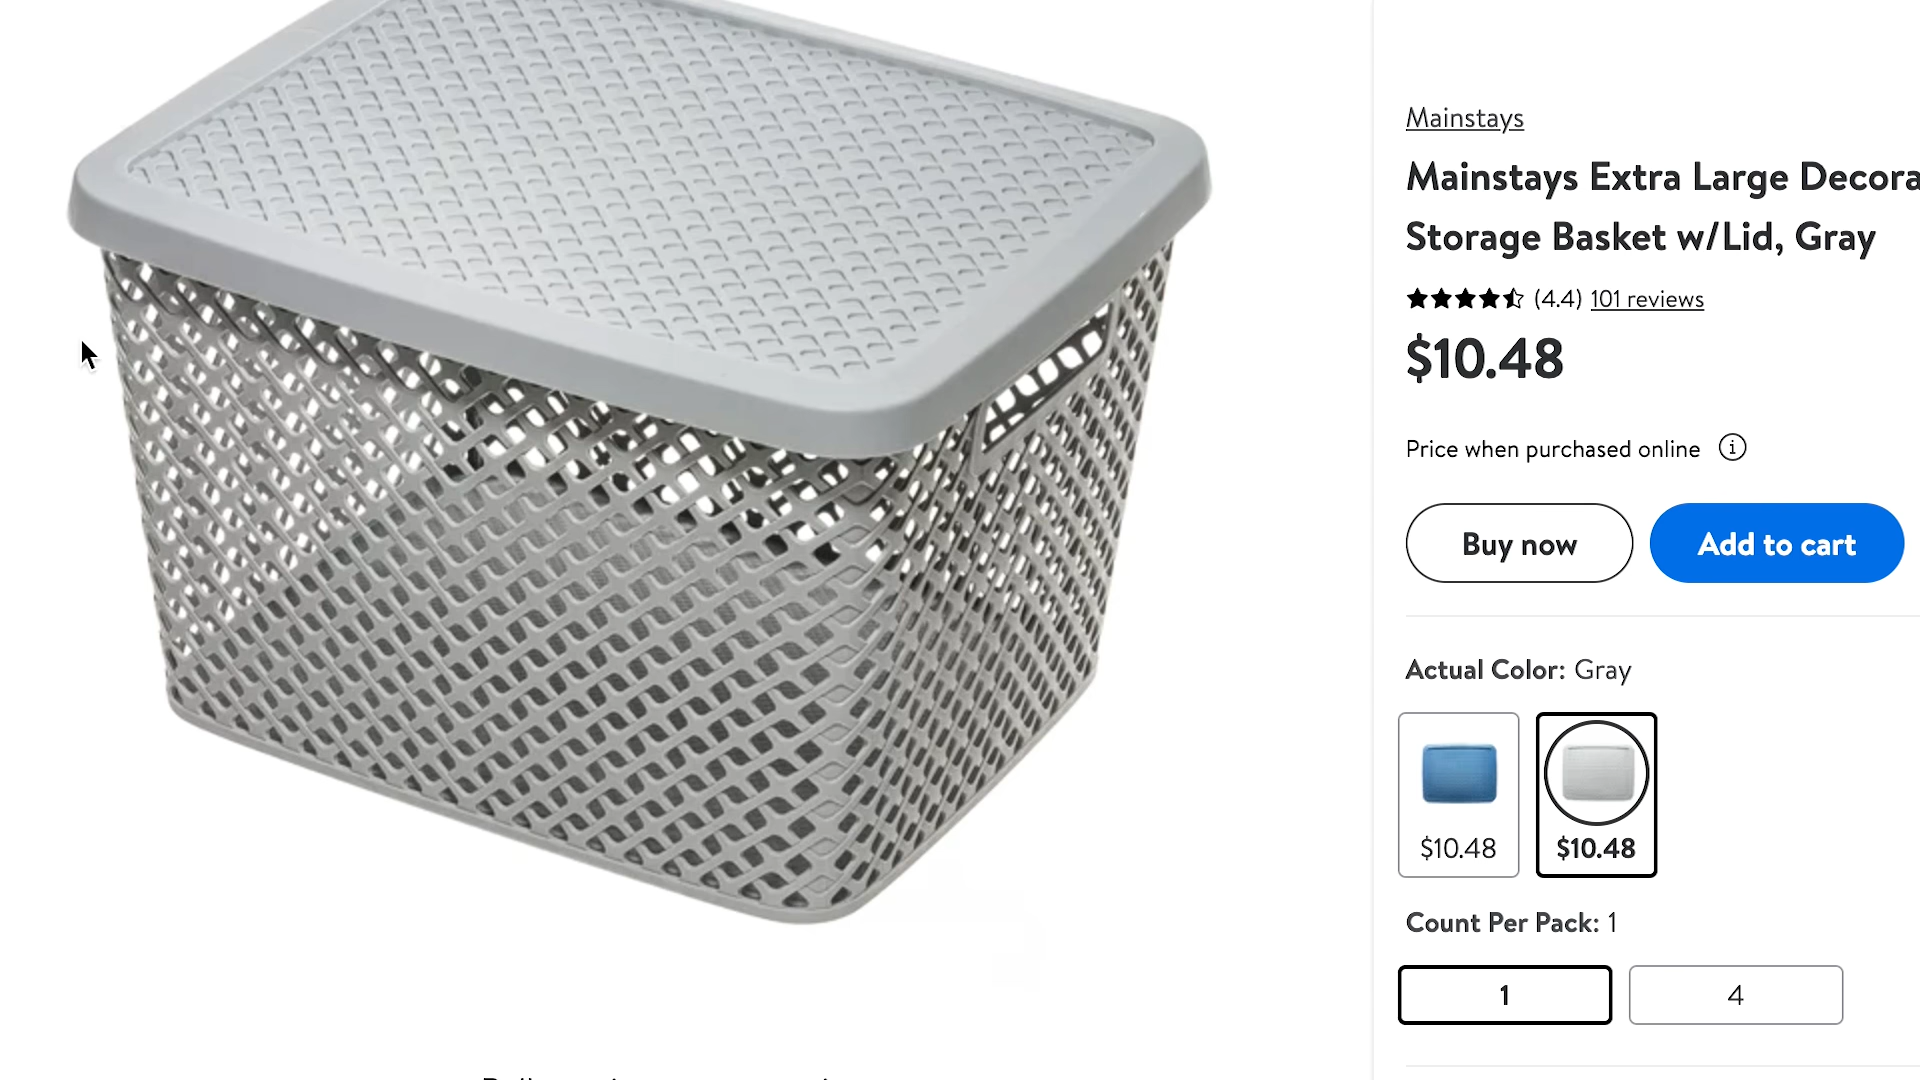 Mainstays
Mainstays Extra Large Decora
Storage Basket w/Lid, Gray
(4.4) 101 reviews
$10.48
Price when purchased online
Buy now
Add to cart
Actual Color: Gray
$10.48
$10.48
Count Per Pack: 1
1
4